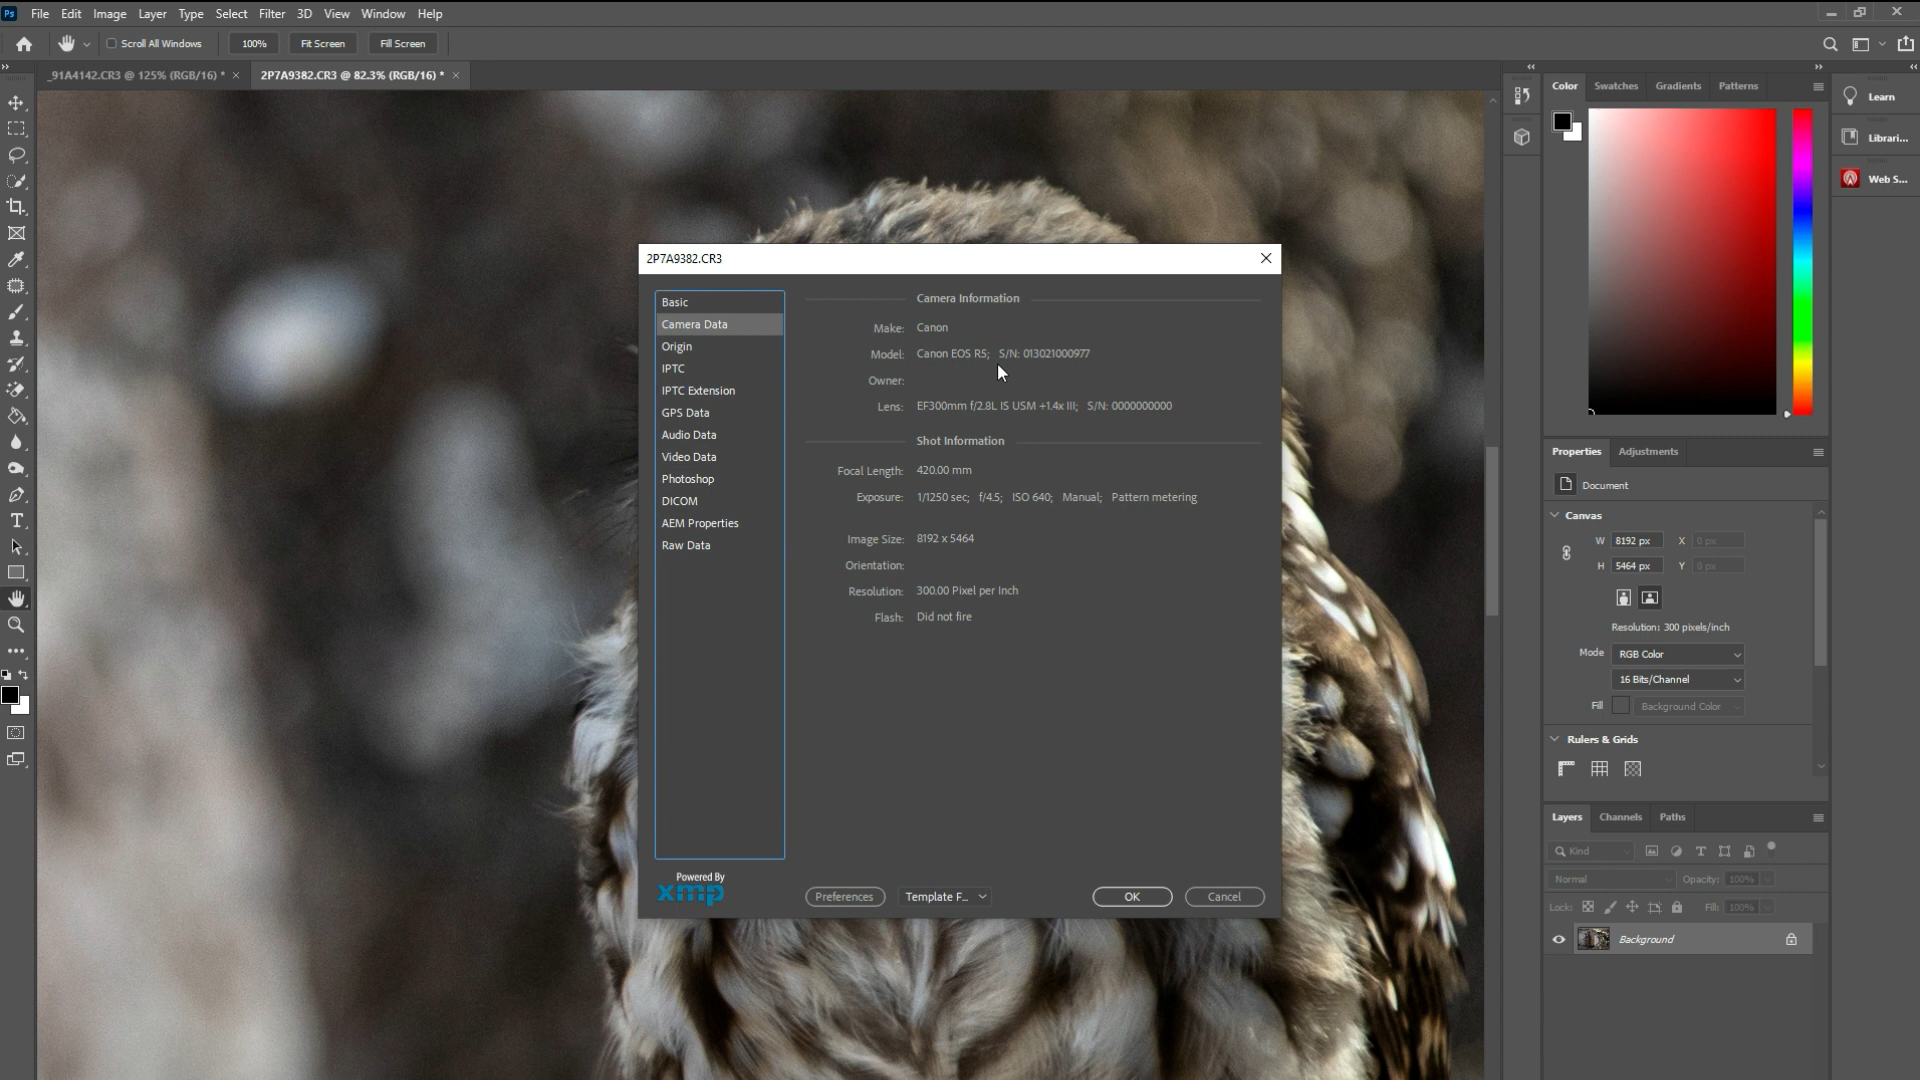 Ps File Edit Image Layer Type Select Filter 3D View Window Help
Scroll All Windows 100% Fit Screen Fill Screen
_91A4142.CR3 @ 125% (RGB/16) * × 2P7A9382.CR3 @ 82.3% (RGB/16) * ×
2P7A9382.CR3
Basic
Camera Data
Origin
IPTC
IPTC Extension
GPS Data
Audio Data
Video Data
Photoshop
DICOM
AEM Properties
Raw Data
Powered By
xmp
Camera Information
Make: Canon
Model: Canon EOS R5; S/N: 013021000977
Owner:
Lens: EF300mm f/2.8L IS USM +1.4x III; S/N: 0000000000
Shot Information
Focal Length: 420.00 mm
Exposure: 1/1250 sec; f/4.5; ISO 640; Manual; Pattern metering
Image Size: 8192 x 5464
Orientation:
Resolution: 300.00 Pixel per Inch
Flash: Did not fire
Preferences Template F... OK Cancel
Color Swatches Gradients Patterns
Properties Adjustments
Document
Canvas
W 8192 px X 0 px
H 5464 px Y 0 px
Resolution: 300 pixels/inch
Mode RGB Color
16 Bits/Channel
Fill Background Color
Rulers & Grids
Layers Channels Paths
Kind
Normal Opacity: 100%
Lock: Fill: 100%
Background
Learn
Librari...
Web S...